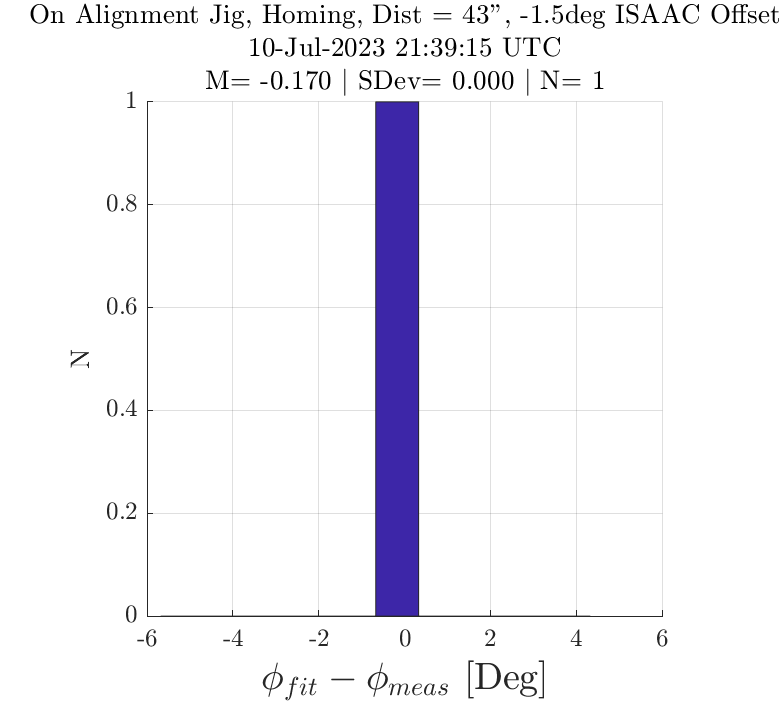 On Alignment Jig, Homing, Dist = 43”, -1.5deg ISAAC Offset
10-Jul-2023 21:39:15 UTC
M= -0.170 | SDev= 0.000 | N= 1
1
0.8
0.6
0.4
0.2
0
N
-6 -4 -2 0 2 4 6
ϕ_fit − ϕ_meas [Deg]